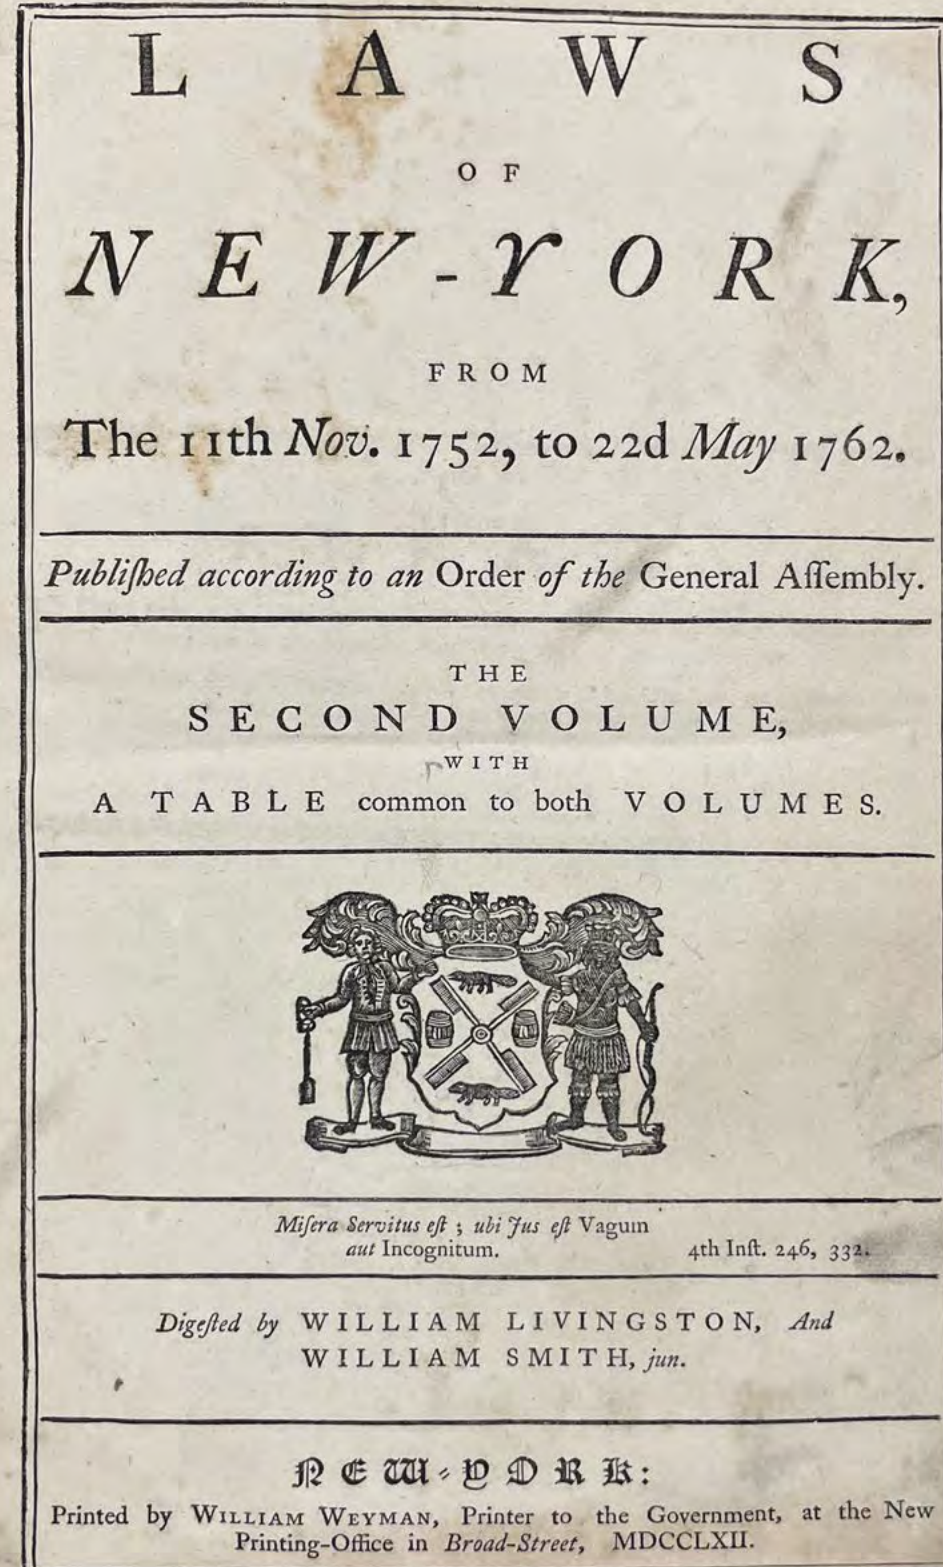 LAWS
OF
NEW-YORK,
FROM
The 11th Nov. 1752, to 22d May 1762.
Publiſhed according to an Order of the General Aſſembly.
THE
SECOND VOLUME,
WITH
A TABLE common to both VOLUMES.
Miſera Servitus eſt ; ubi Jus eſt Vagum
aut Incognitum. 4th Inſt. 246, 332.
Digeſted by WILLIAM LIVINGSTON, And
WILLIAM SMITH, jun.
NEW-YORK:
Printed by WILLIAM WEYMAN, Printer to the Government, at the New
Printing-Office in Broad-Street, MDCCLXII.